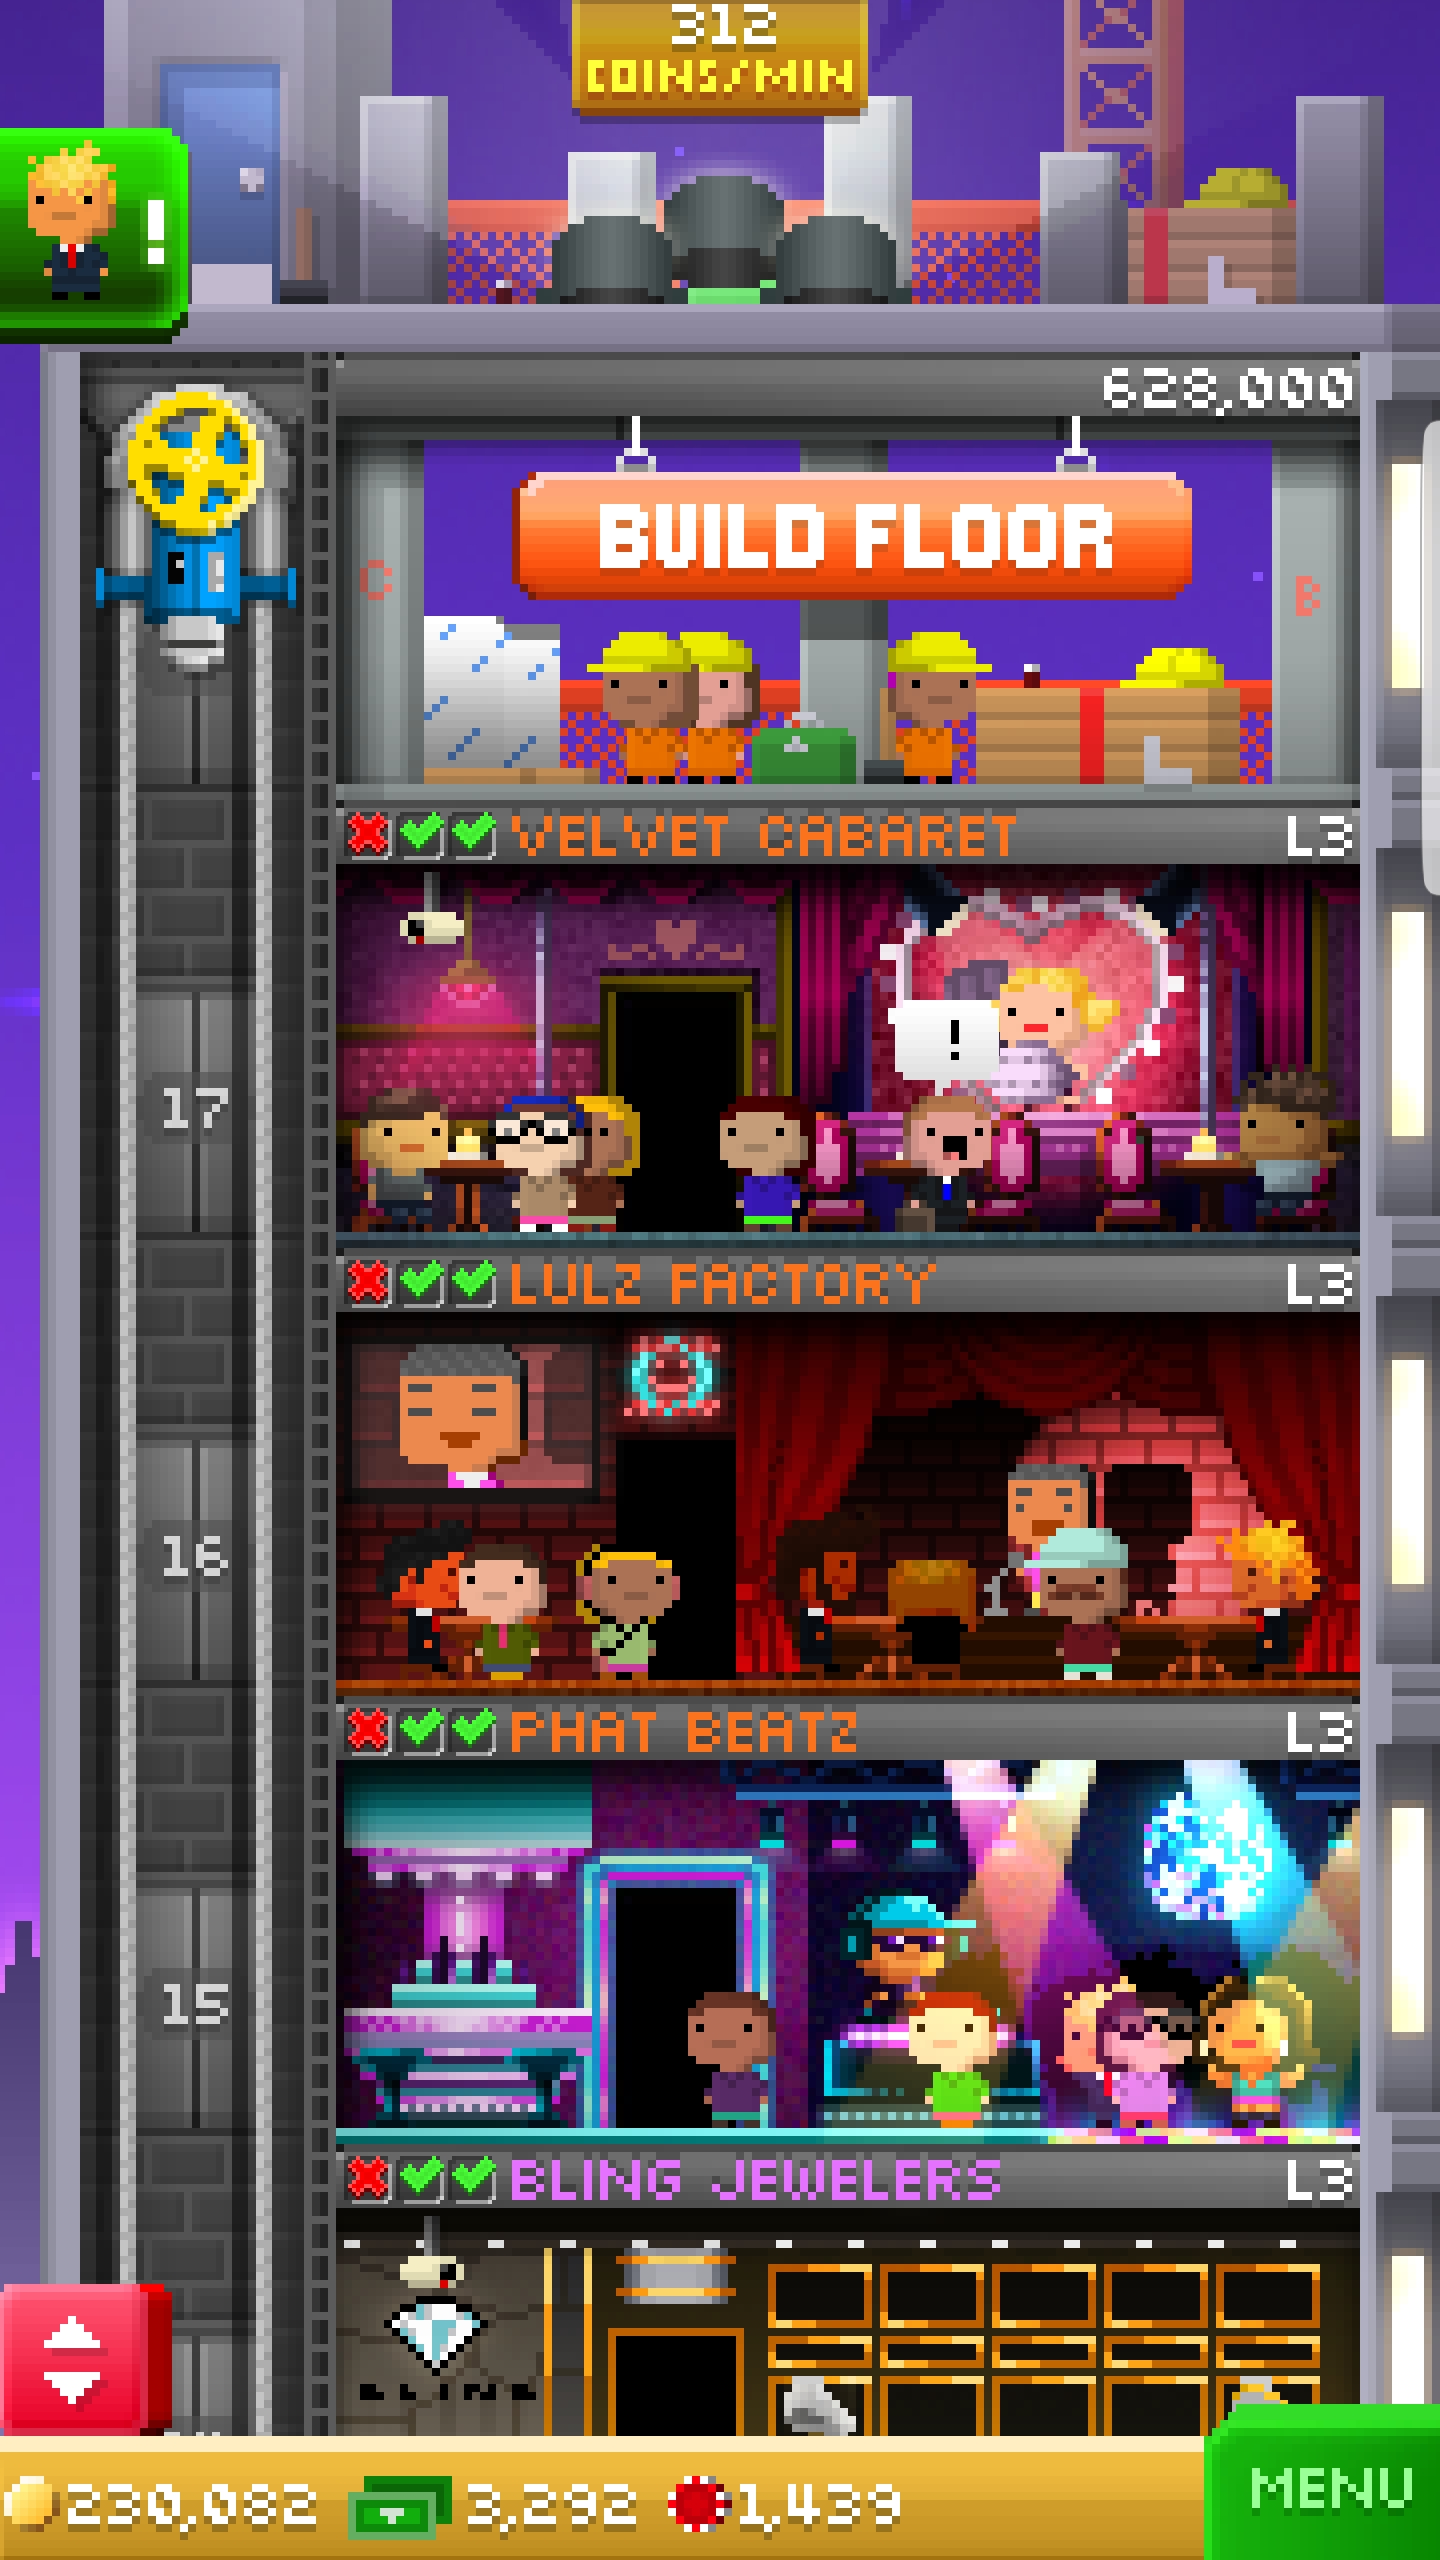 312
COINS/MIN
!
628,000
C
BUILD FLOOR
B
VELVET CABARET L3
!
17
LULZ FACTORY L3
16
PHAT BEATZ L3
15
BLING JEWELERS L3
BLING
230,082 3,292 1,439
MENU